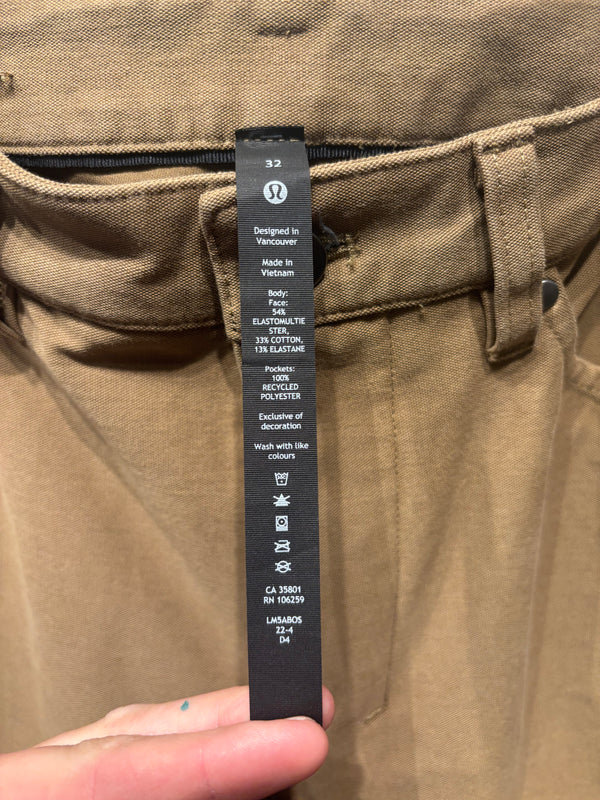 32
Designed in
Vancouver
Made in
Vietnam
Body:
Face:
54%
ELASTOMULTIE
STER,
33% COTTON,
13% ELASTANE
Pockets:
100%
RECYCLED
POLYESTER
Exclusive of
decoration
Wash with like
colours
CA 35801
RN 106259
LM5ABOS
22-4
D4